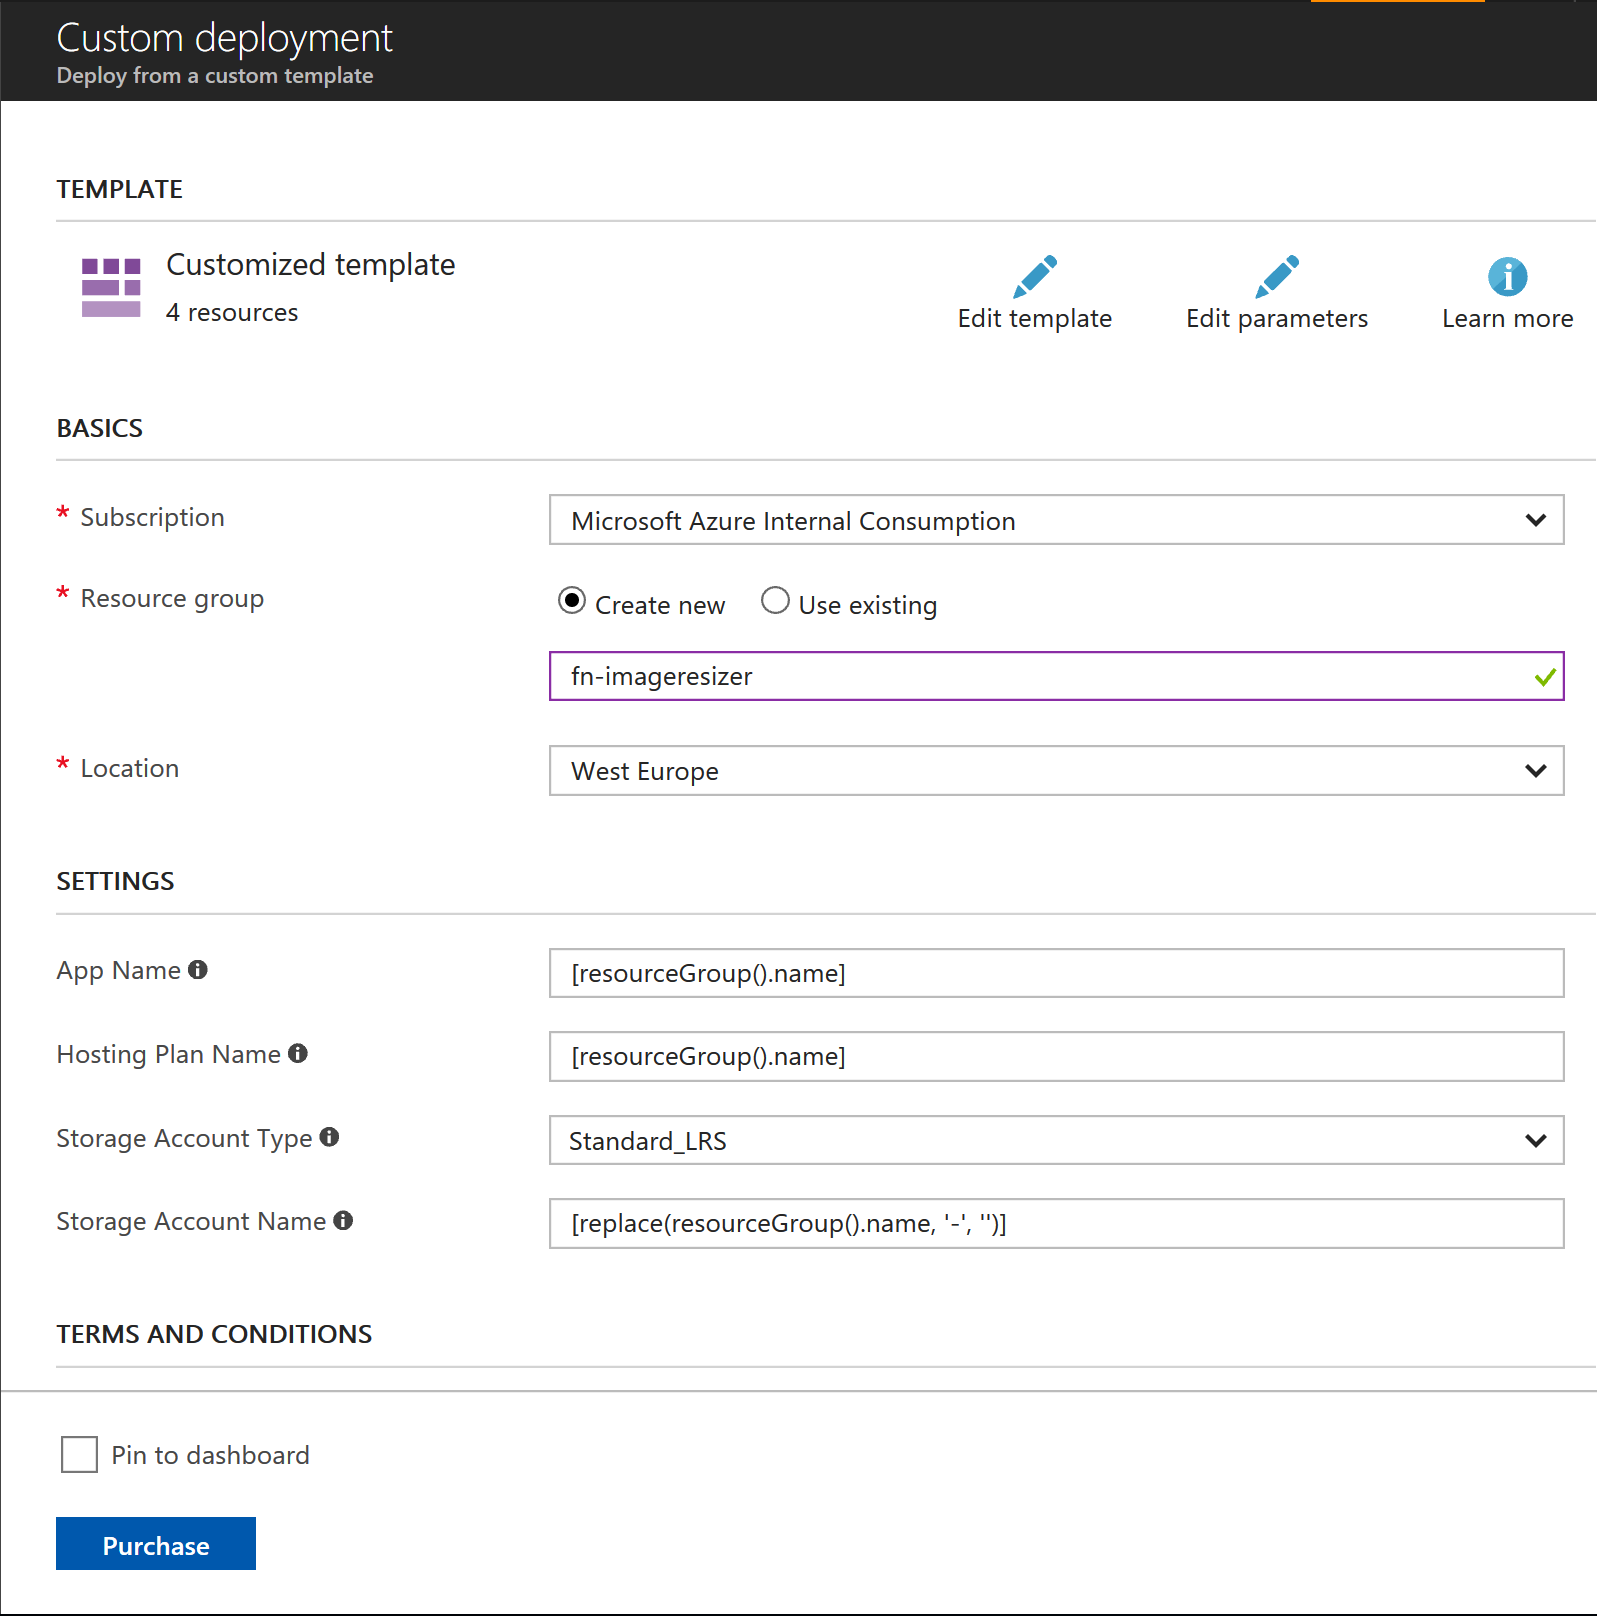 Custom deployment
Deploy from a custom template
TEMPLATE
Customized template
4 resources
Edit template
Edit parameters
Learn more
BASICS
* Subscription
Microsoft Azure Internal Consumption
* Resource group
Create new
Use existing
fn-imageresizer
* Location
West Europe
SETTINGS
App Name
[resourceGroup().name]
Hosting Plan Name
[resourceGroup().name]
Storage Account Type
Standard_LRS
Storage Account Name
[replace(resourceGroup().name, '-', '')]
TERMS AND CONDITIONS
Pin to dashboard
Purchase